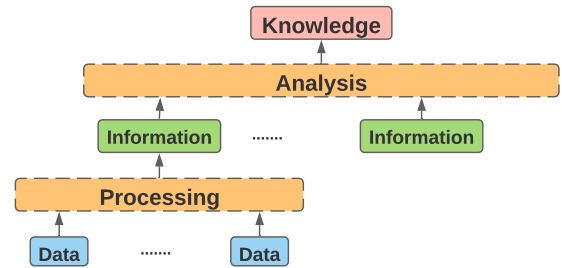 Knowledge
Analysis
Information ....... Information
Processing
Data ....... Data